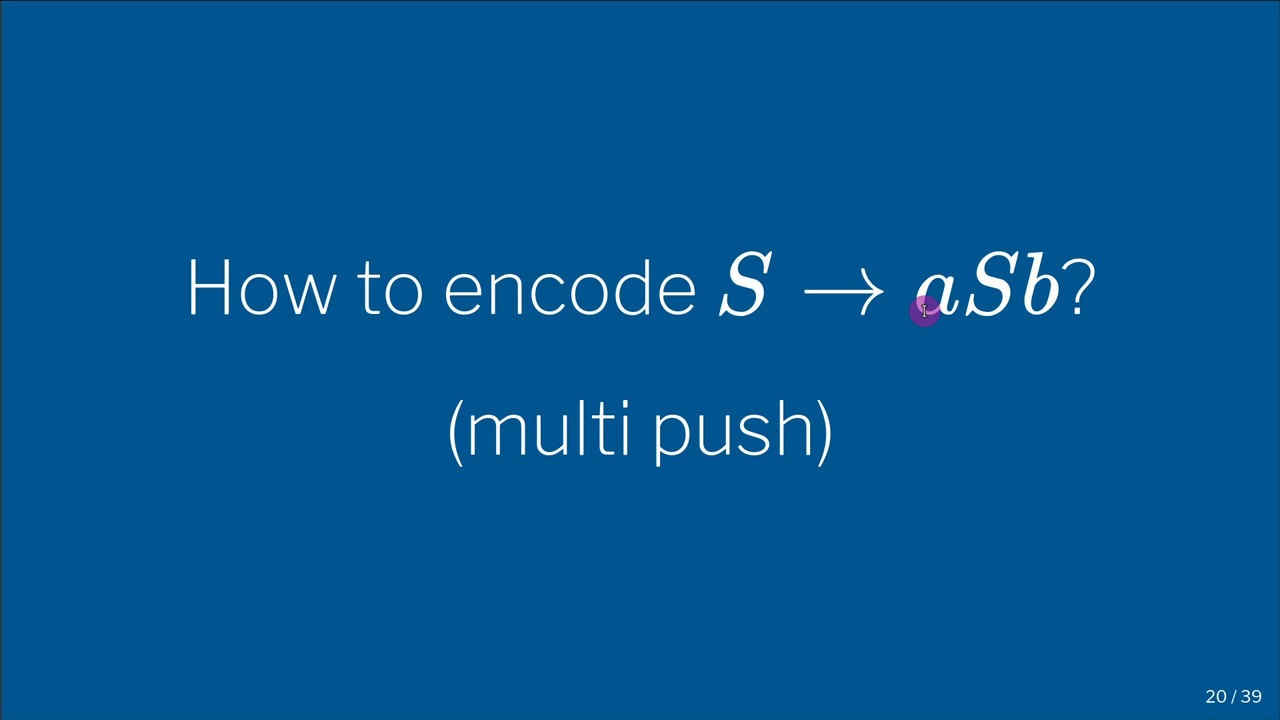 How to encode S → aSb?
(multi push)
20 / 39